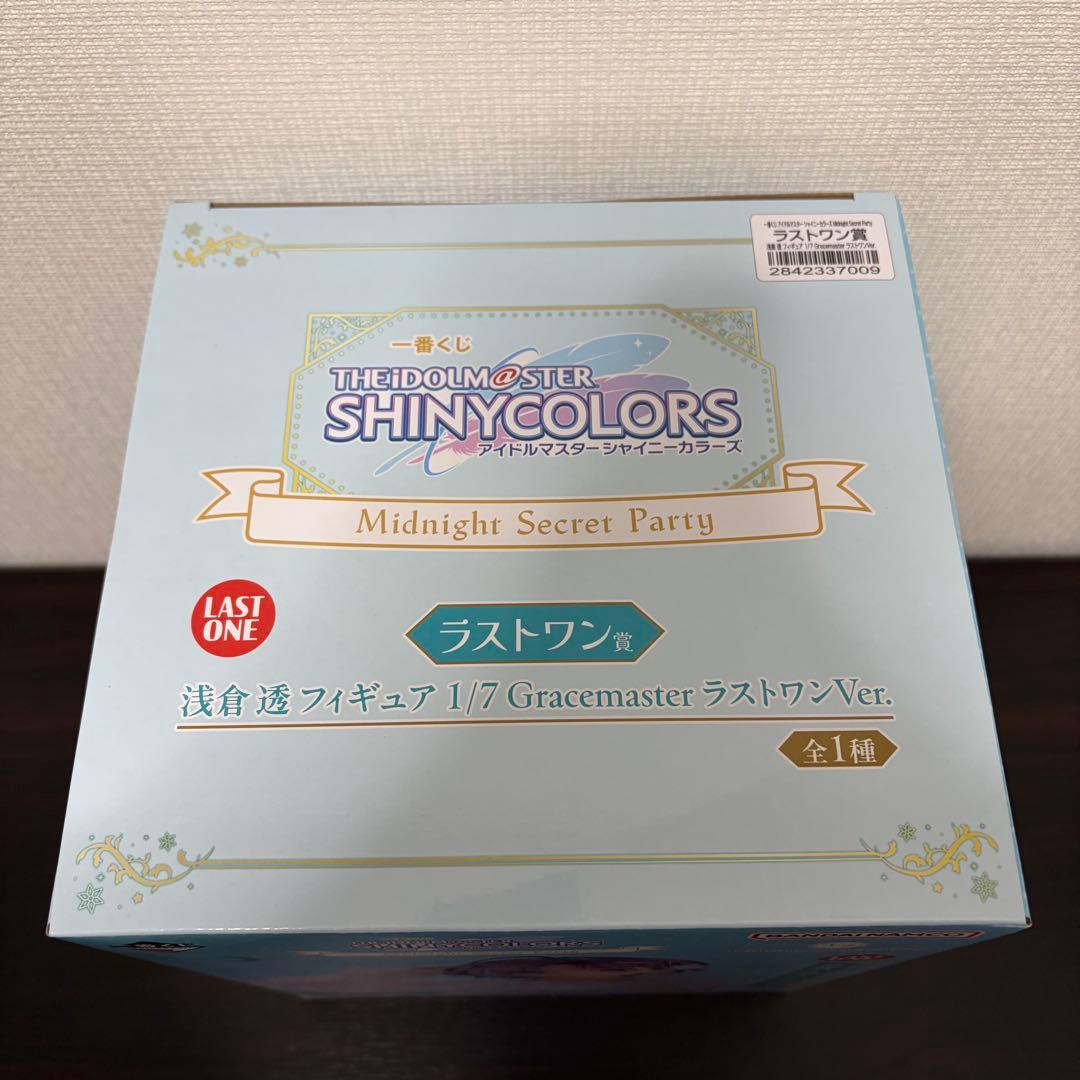 一番くじ アイドルマスター シャイニーカラーズ Midnight Secret Party
ラストワン賞
浅倉 透 フィギュア 1/7 Gracemaster ラストワンVer.
2842337009
一番くじ
THE iDOLM@STER
SHINYCOLORS
アイドルマスター シャイニーカラーズ
Midnight Secret Party
LAST
ONE
ラストワン賞
浅倉 透 フィギュア 1/7 Gracemaster ラストワンVer.
全1種
BANDAI NAMCO